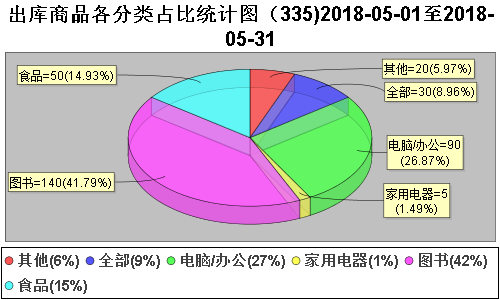 出库商品各分类占比统计图（335)2018-05-01至2018-
05-31
其他=20(5.97%)
食品=50(14.93%)
全部=30(8.96%)
电脑/办公=90
(26.87%)
图书=140(41.79%)
家用电器=5
(1.49%)
其他(6%) 全部(9%) 电脑/办公(27%) 家用电器(1%) 图书(42%)
食品(15%)